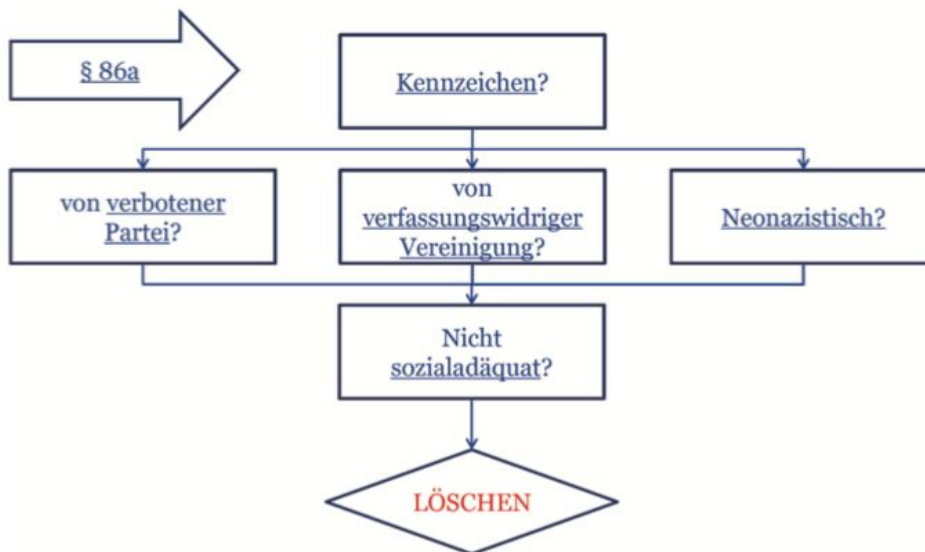 § 86a
Kennzeichen?
von verbotener
Partei?
von
verfassungswidriger
Vereinigung?
Neonazistisch?
Nicht
sozialadäquat?
LÖSCHEN